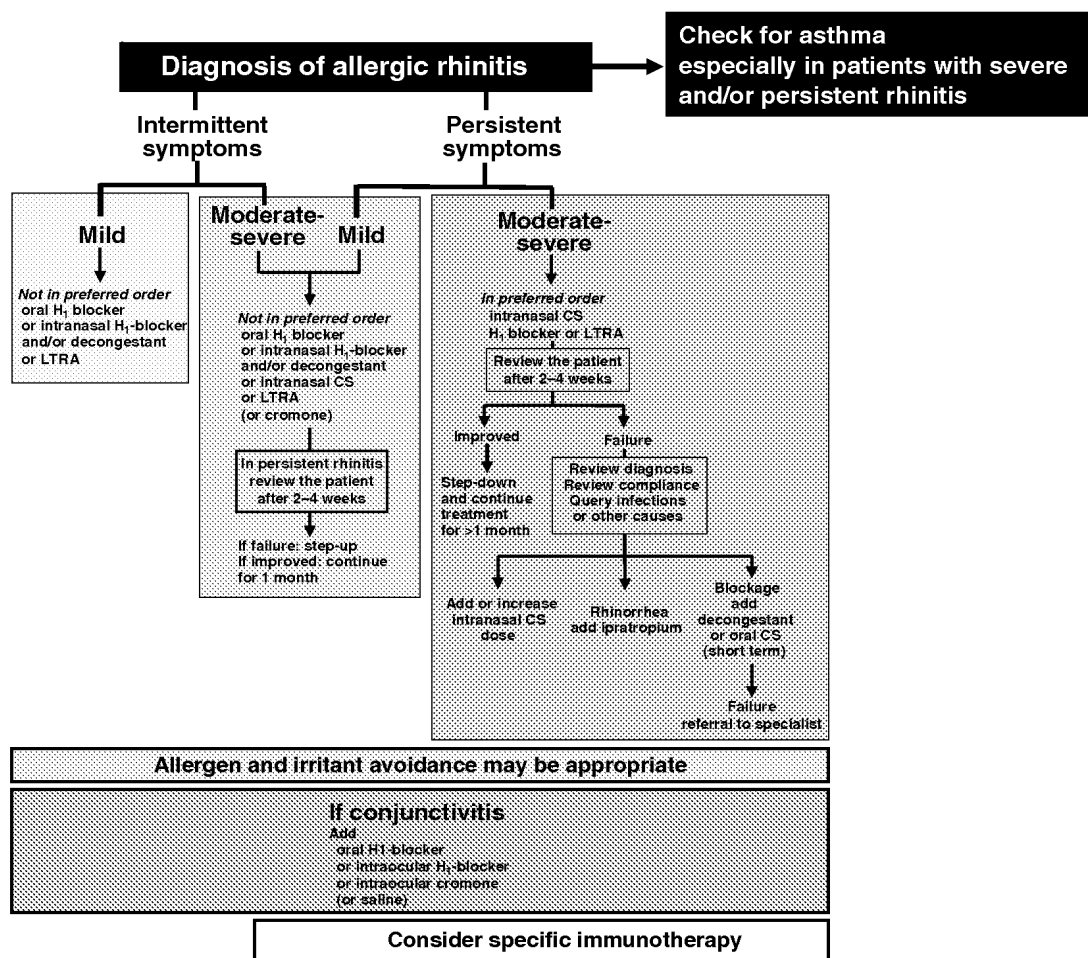 Diagnosis of allergic rhinitis
Check for asthma
especially in patients with severe
and/or persistent rhinitis
Intermittent
symptoms
Persistent
symptoms
Mild
Not in preferred order
oral H₁ blocker
or intranasal H₁-blocker
and/or decongestant
or LTRA
Moderate-
severe
Mild
Not in preferred order
oral H₁ blocker
or intranasal H₁-blocker
and/or decongestant
or intranasal CS
or LTRA
(or cromone)
In persistent rhinitis
review the patient
after 2–4 weeks
If failure: step-up
If improved: continue
for 1 month
Moderate-
severe
In preferred order
intranasal CS
H₁ blocker or LTRA
Review the patient
after 2–4 weeks
Improved
Step-down
and continue
treatment
for >1 month
Failure
Review diagnosis
Review compliance
Query infections
or other causes
Add or increase
intranasal CS
dose
Rhinorrhea
add ipratropium
Blockage
add
decongestant
or oral CS
(short term)
Failure
referral to specialist
Allergen and irritant avoidance may be appropriate
If conjunctivitis
Add
oral H1-blocker
or intraocular H₁-blocker
or intraocular cromone
(or saline)
Consider specific immunotherapy